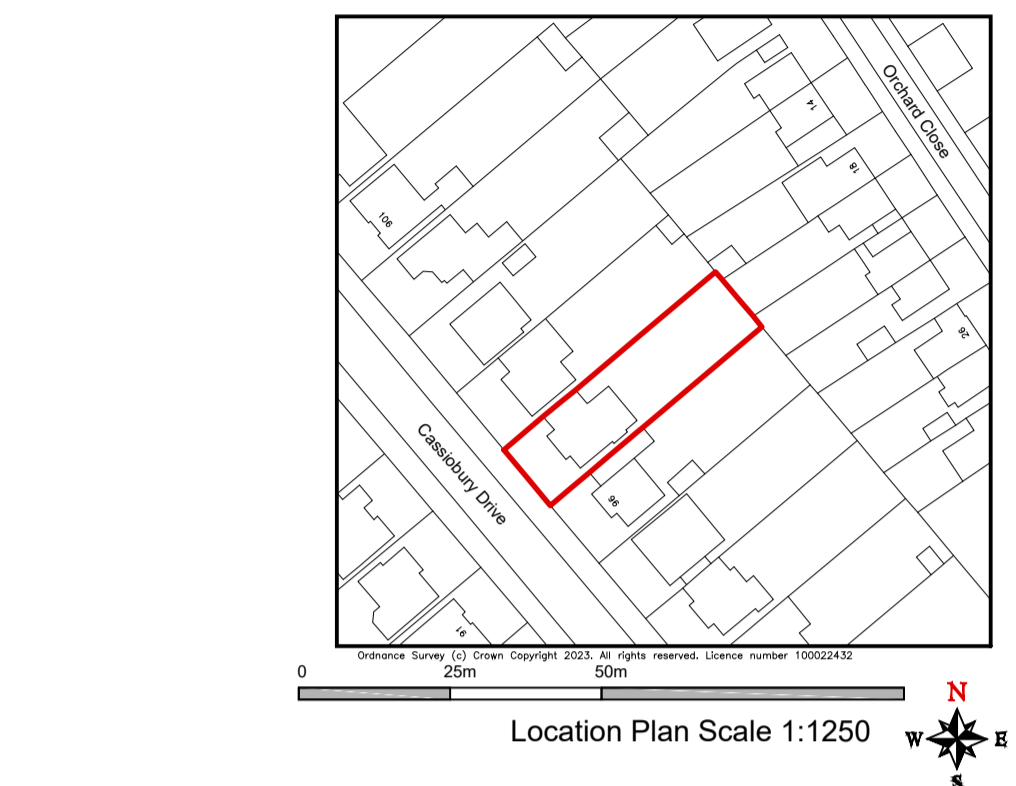 Orchard Close
14
18
106
26
Cassiobury Drive
96
91
Ordnance Survey (c) Crown Copyright 2023. All rights reserved. Licence number 100022432
0 25m 50m
Location Plan Scale 1:1250
N
W E
S